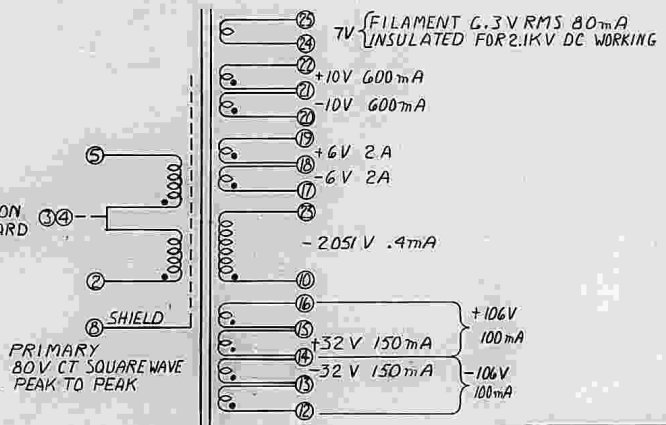 25
7V { FILAMENT 6.3V RMS 80mA
INSULATED FOR 2.1KV DC WORKING
24
22
+10V 600mA
21
-10V 600mA
20
19
+6V 2A
18
-6V 2A
17
23
-2051V .4mA
10
16
+106V
100mA
15
+32V 150mA
14
-32V 150mA
-106V
100mA
13
12
5
ON 3 4
ARD
2
8 SHIELD
PRIMARY
80V CT SQUARE WAVE
PEAK TO PEAK